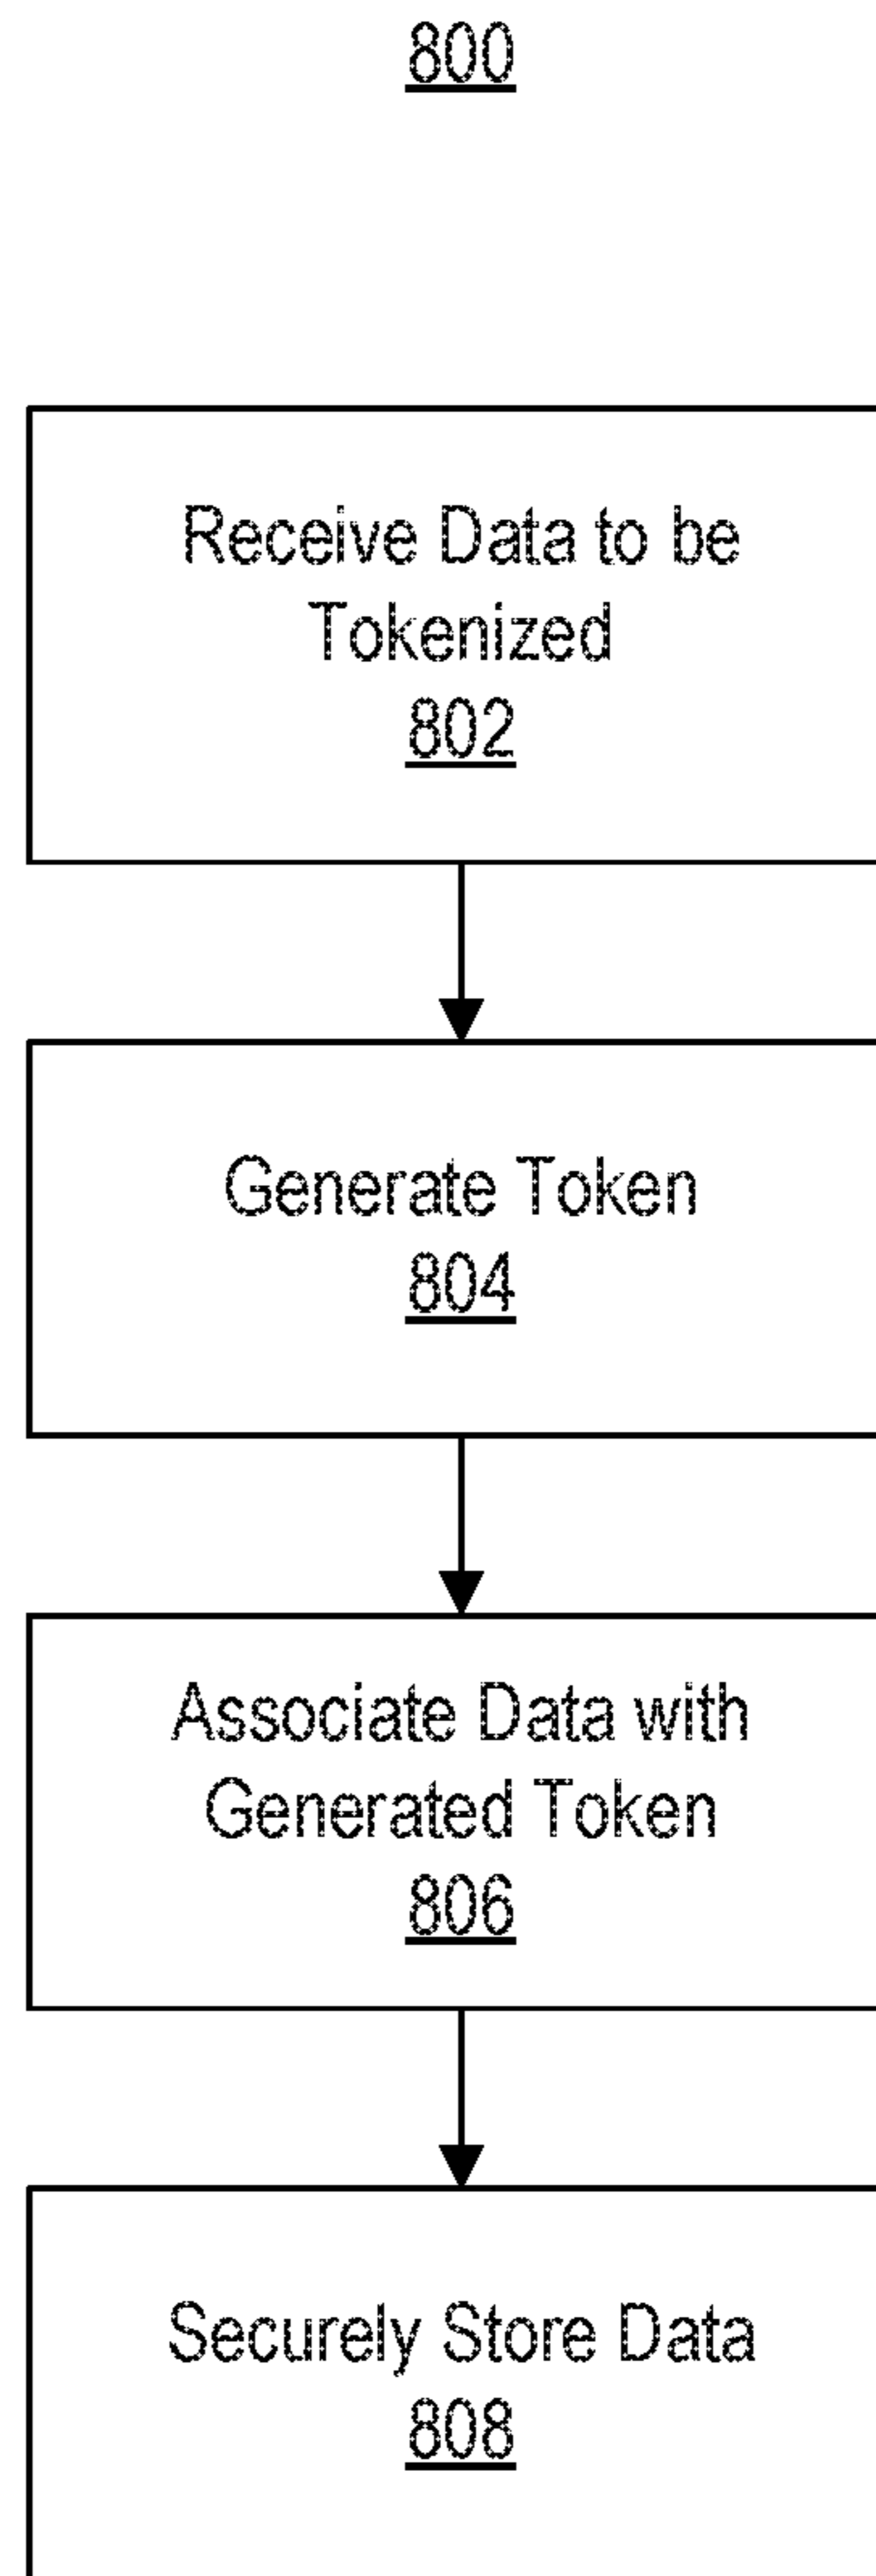 800
Receive Data to be
Tokenized
802
Generate Token
804
Associate Data with
Generated Token
806
Securely Store Data
808